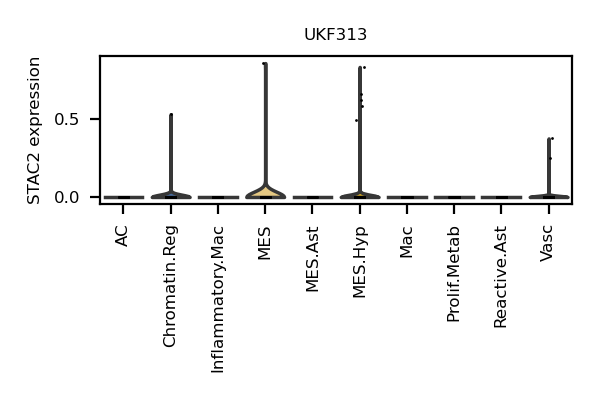 UKF313
STAC2 expression
0.5
0.0
AC
Chromatin.Reg
Inflammatory.Mac
MES
MES.Ast
MES.Hyp
Mac
Prolif.Metab
Reactive.Ast
Vasc